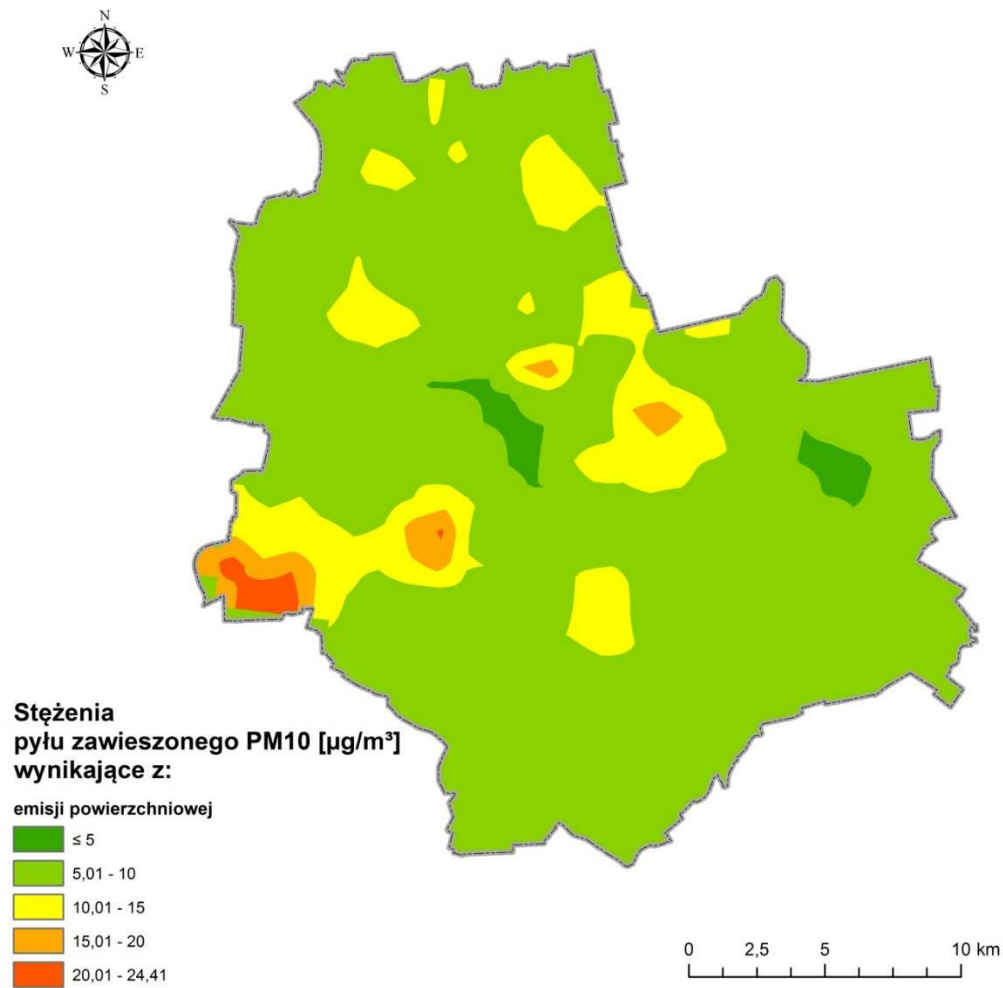 N
W E
S
Stężenia
pyłu zawieszonego PM10 [µg/m³]
wynikające z:
emisji powierzchniowej
≤ 5
5,01 - 10
10,01 - 15
15,01 - 20
20,01 - 24,41
0 2,5 5 10 km